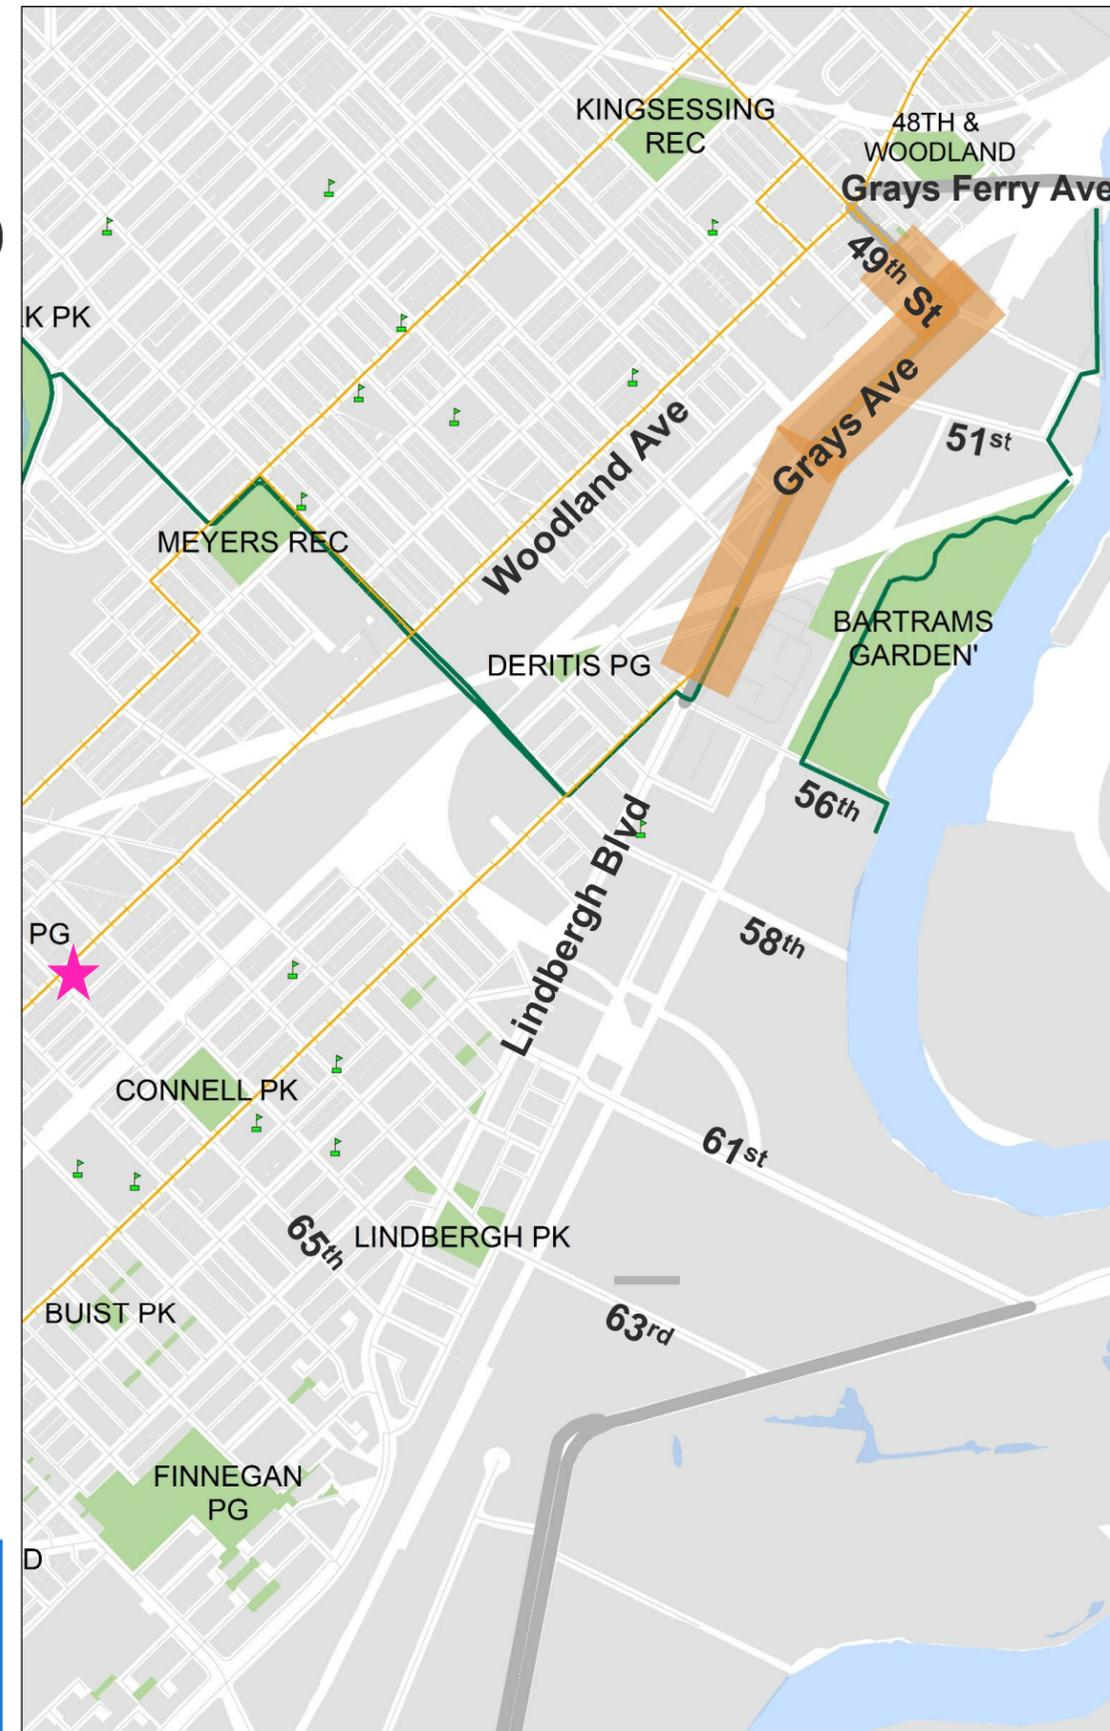 )
KINGSESSING
REC
48TH &
WOODLAND
Grays Ferry Ave
49th St
K PK
Grays Ave
51st
Woodland Ave
MEYERS REC
BARTRAMS
GARDEN'
DERITIS PG
56th
Lindbergh Blvd
PG
58th
CONNELL PK
61st
65th
LINDBERGH PK
BUIST PK
63rd
FINNEGAN
PG
D